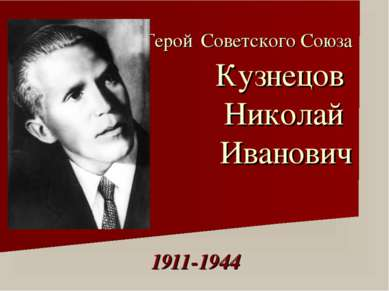 Герой Советского Союза
Кузнецов
Николай
Иванович
1911-1944